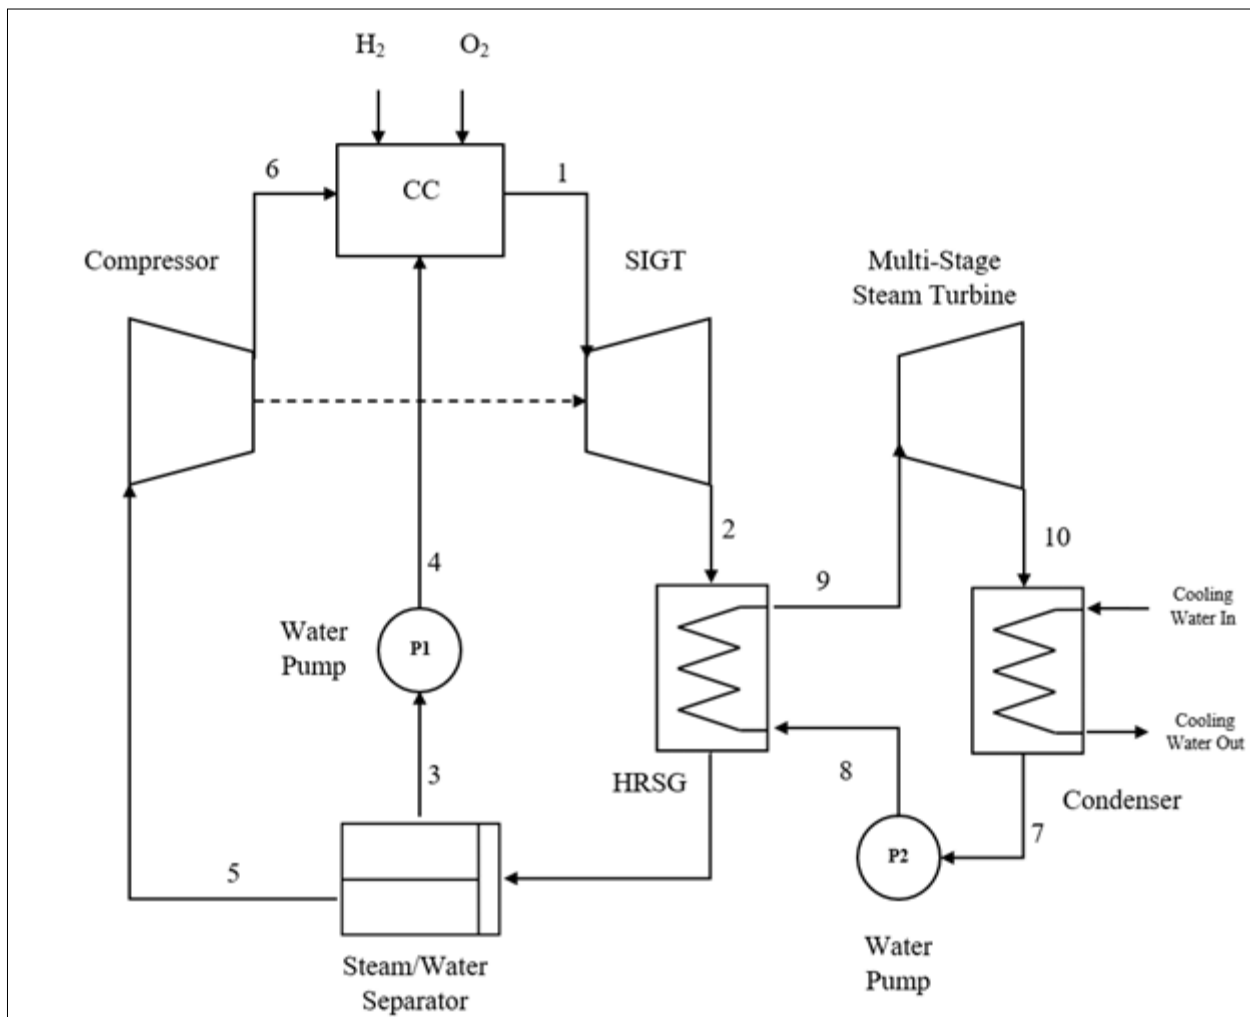 H₂
O₂
6
CC
1
Compressor
SIGT
Multi-Stage
Steam Turbine
2
10
4
9
Cooling
Water In
Water
Pump
P1
Cooling
Water Out
3
HRSG
8
Condenser
7
P2
5
Water
Pump
Steam/Water
Separator